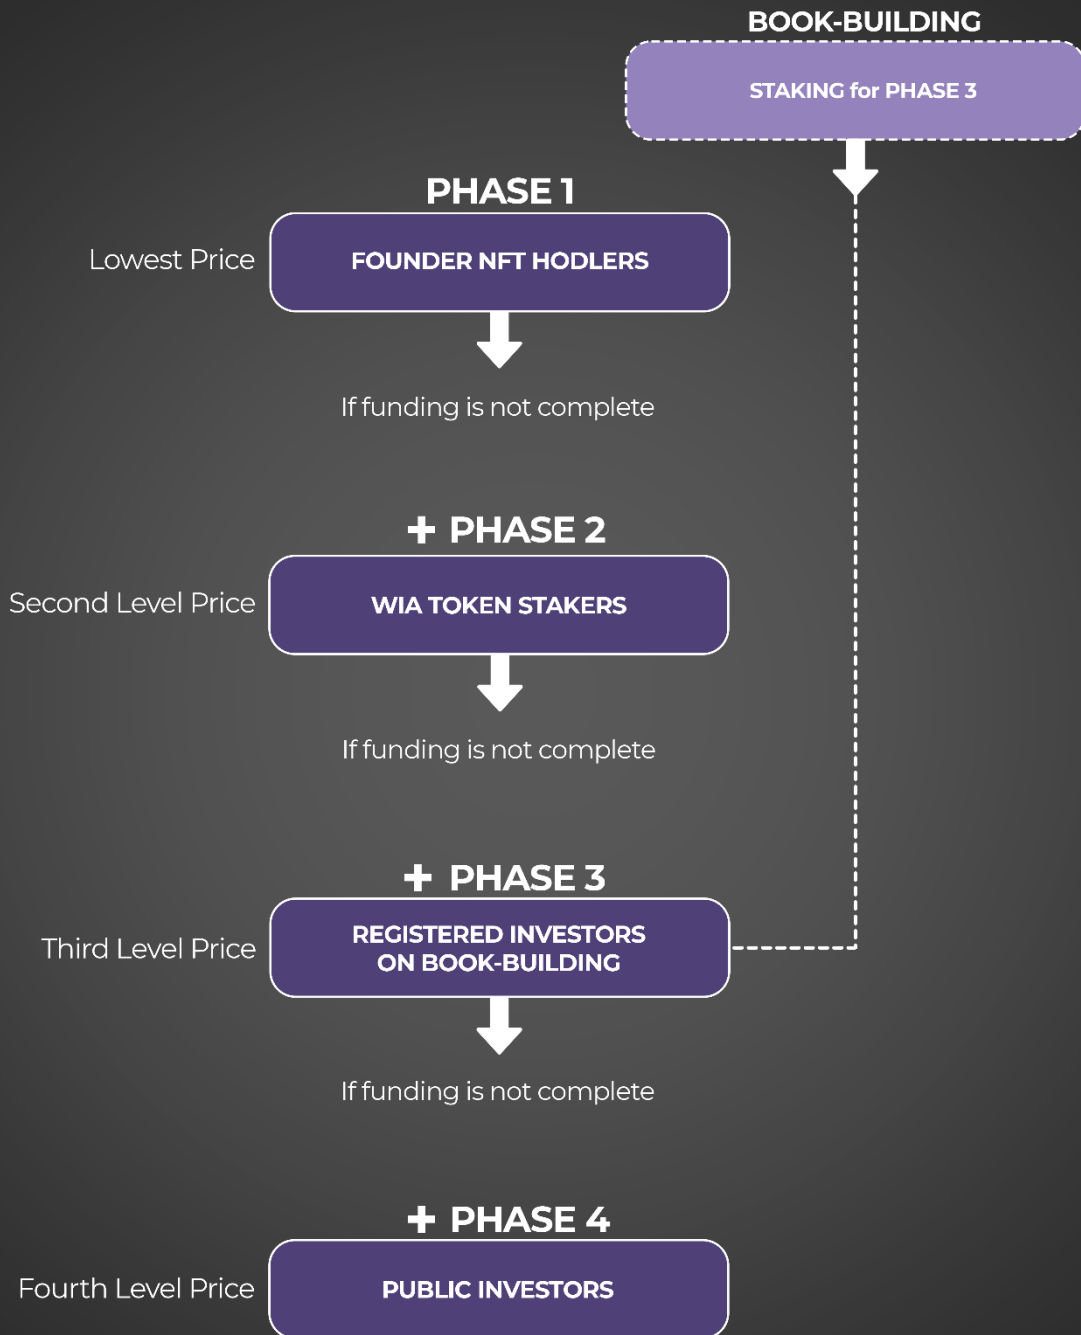 BOOK-BUILDING
STAKING for PHASE 3
PHASE 1
Lowest Price
FOUNDER NFT HODLERS
If funding is not complete
+ PHASE 2
Second Level Price
WIA TOKEN STAKERS
If funding is not complete
+ PHASE 3
Third Level Price
REGISTERED INVESTORS
ON BOOK-BUILDING
If funding is not complete
+ PHASE 4
Fourth Level Price
PUBLIC INVESTORS